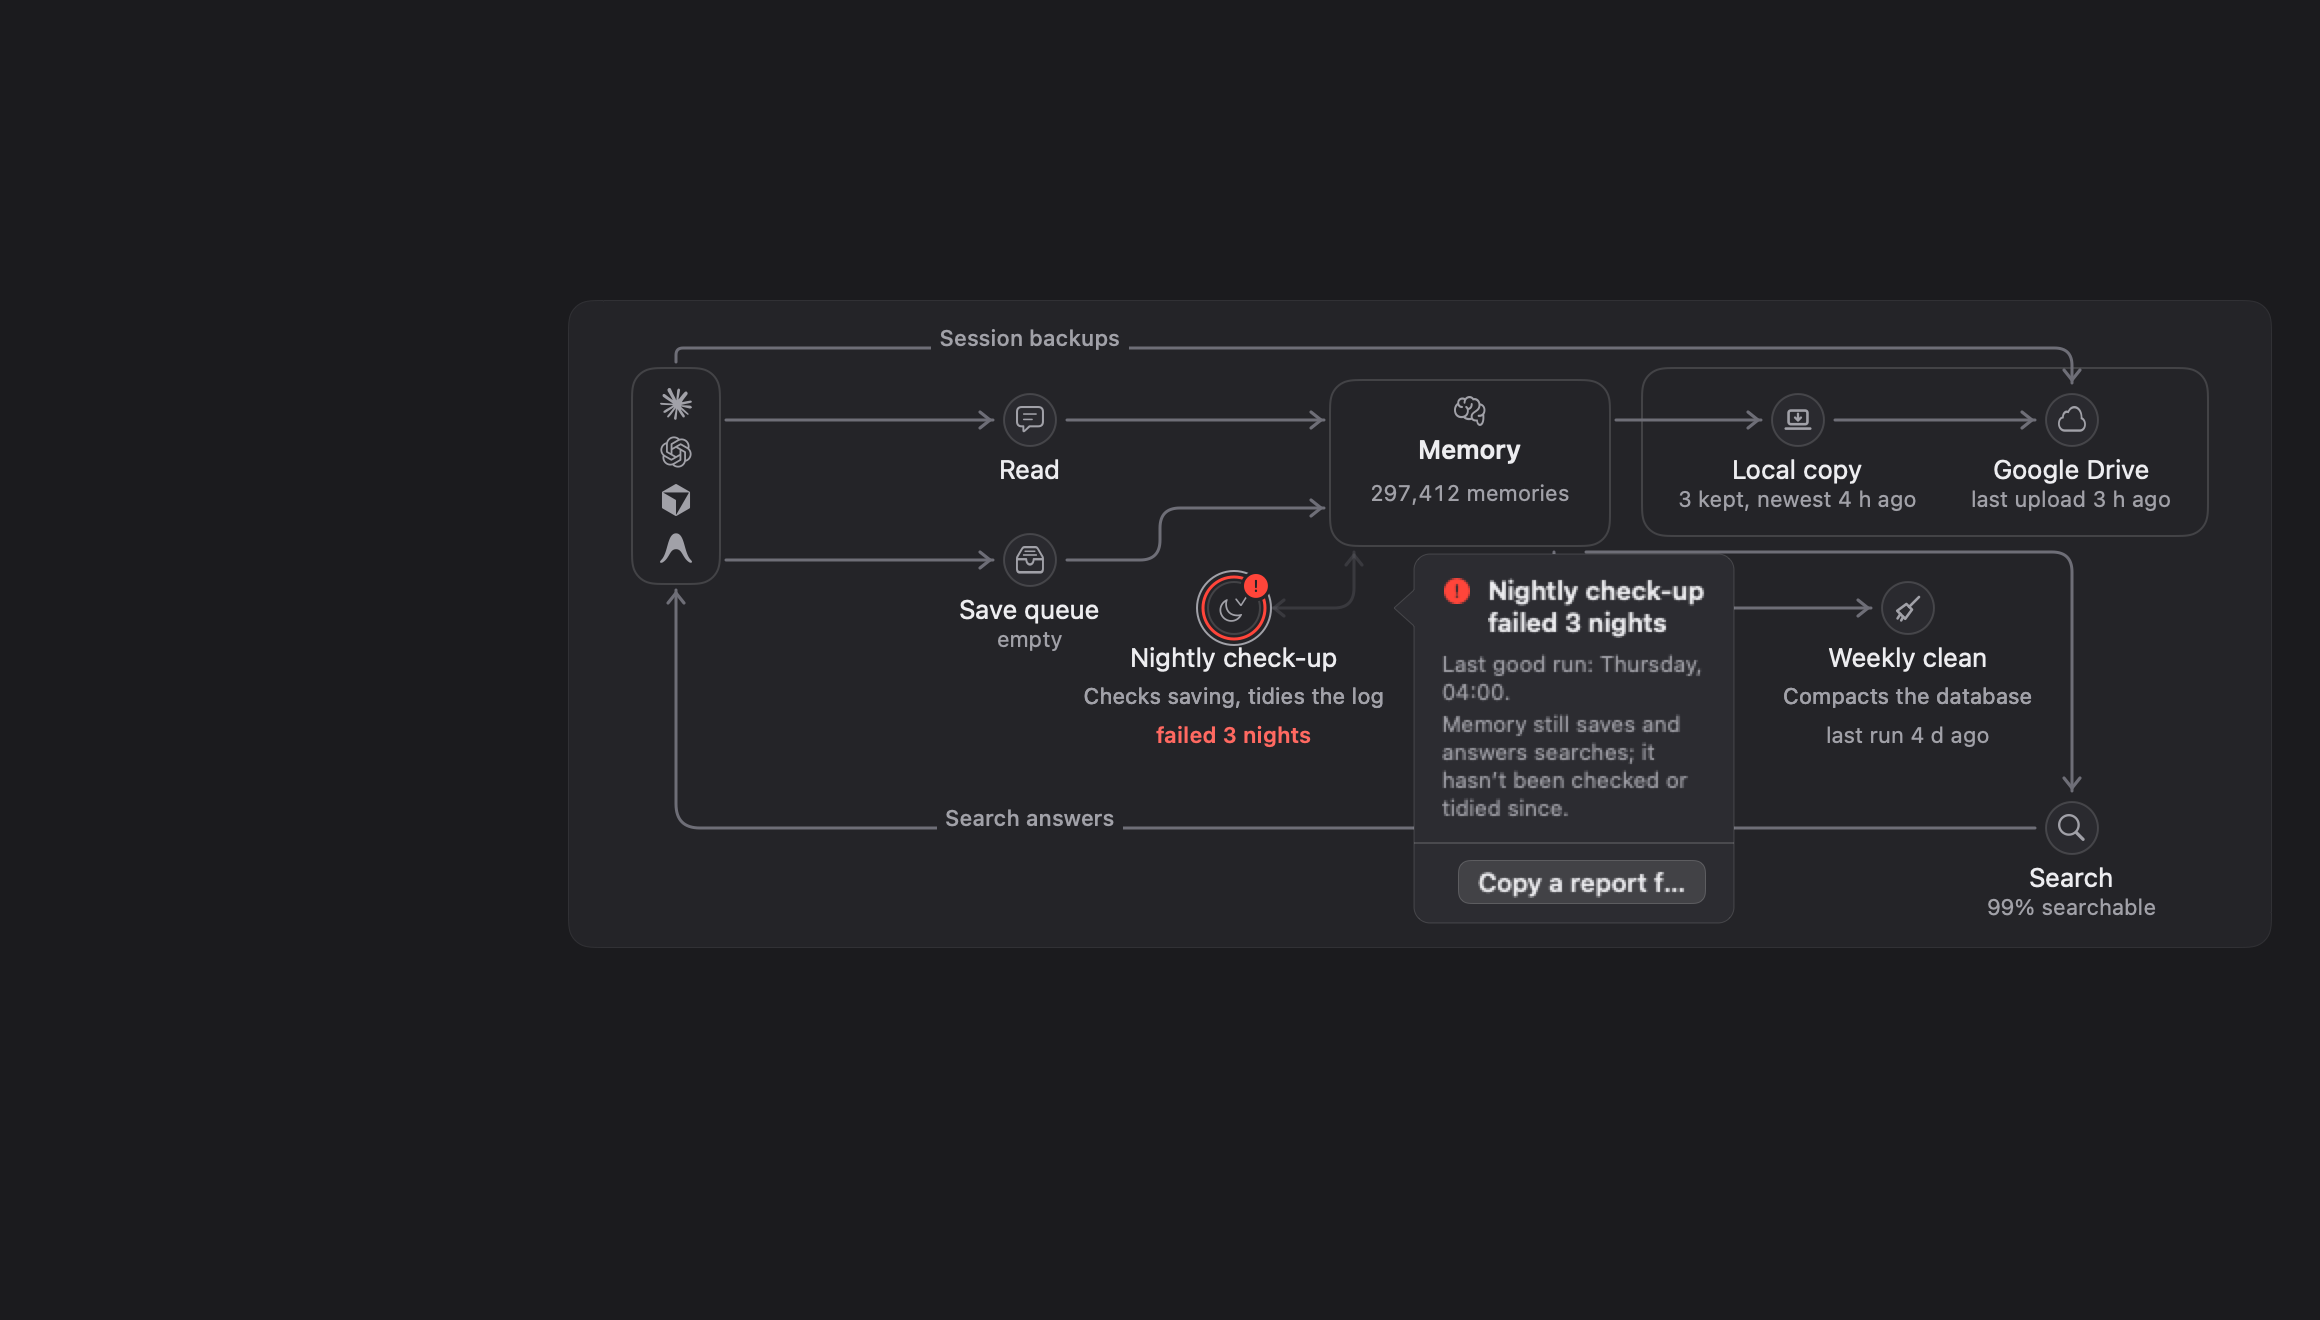 Session backups
Read
Memory
297,412 memories
Local copy
3 kept, newest 4 h ago
Google Drive
last upload 3 h ago
Save queue
empty
Nightly check-up
Checks saving, tidies the log
failed 3 nights
! Nightly check-up
failed 3 nights
Last good run: Thursday,
04:00.
Memory still saves and
answers searches; it
hasn’t been checked or
tidied since.
Copy a report f...
Weekly clean
Compacts the database
last run 4 d ago
Search answers
Search
99% searchable